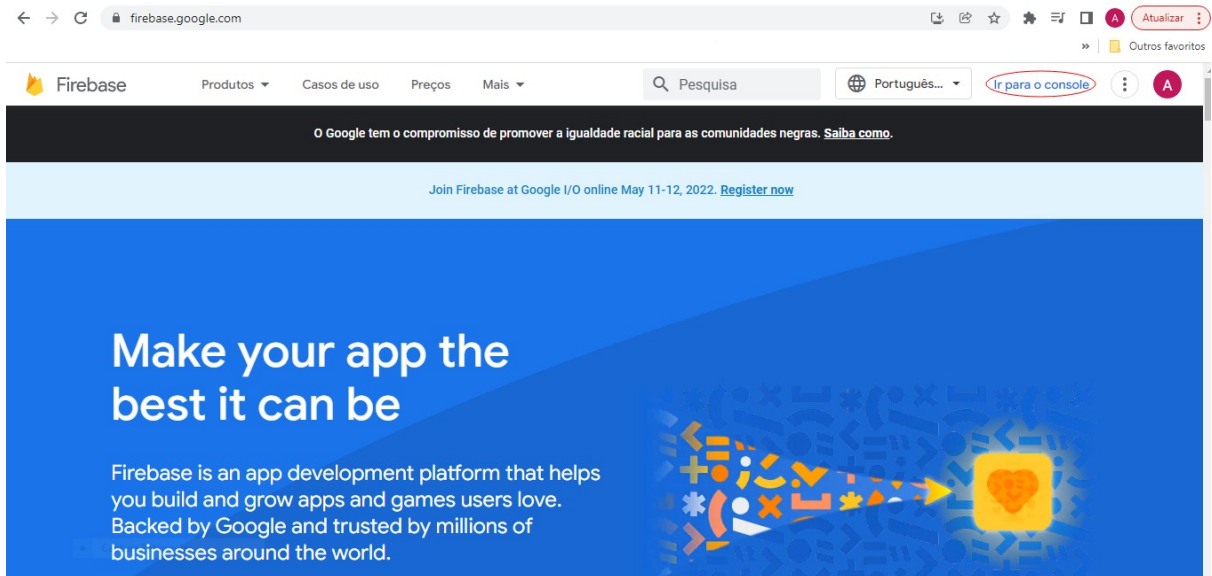 firebase.google.com
A
Atualizar
»
Outros favoritos
Firebase
Produtos
Casos de uso
Preços
Mais
Pesquisa
Português...
Ir para o console
A
O Google tem o compromisso de promover a igualdade racial para as comunidades negras. Saiba como.
Join Firebase at Google I/O online May 11-12, 2022. Register now
Make your app the
best it can be
Firebase is an app development platform that helps
you build and grow apps and games users love.
Backed by Google and trusted by millions of
businesses around the world.